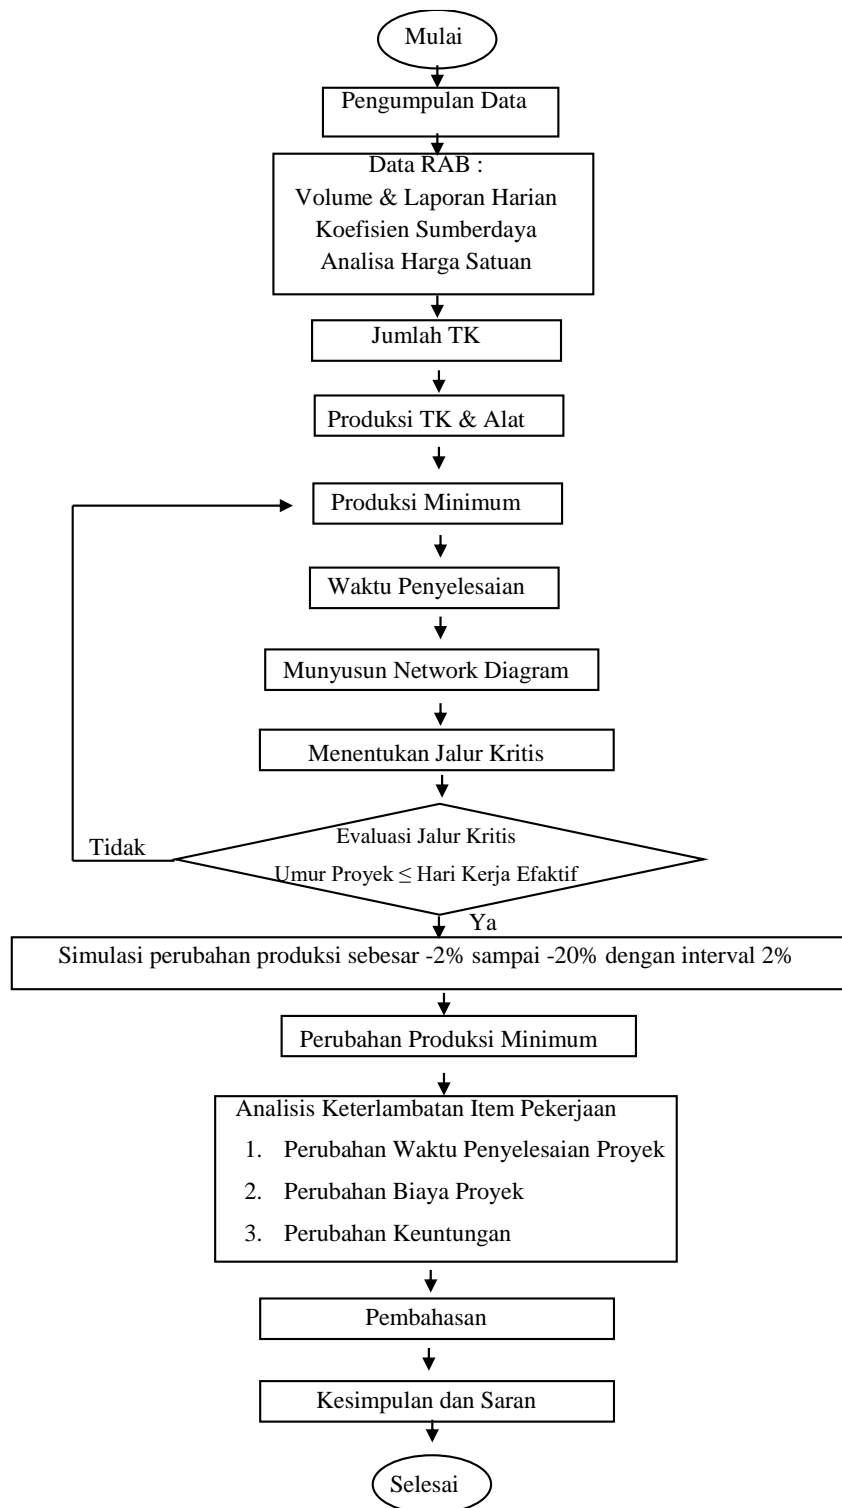 Mulai
Pengumpulan Data
Data RAB :
Volume & Laporan Harian
Koefisien Sumberdaya
Analisa Harga Satuan
Jumlah TK
Produksi TK & Alat
Produksi Minimum
Waktu Penyelesaian
Munyusun Network Diagram
Menentukan Jalur Kritis
Evaluasi Jalur Kritis
Tidak
Umur Proyek ≤ Hari Kerja Efaktif
Ya
Simulasi perubahan produksi sebesar -2% sampai -20% dengan interval 2%
Perubahan Produksi Minimum
Analisis Keterlambatan Item Pekerjaan
1. Perubahan Waktu Penyelesaian Proyek
2. Perubahan Biaya Proyek
3. Perubahan Keuntungan
Pembahasan
Kesimpulan dan Saran
Selesai